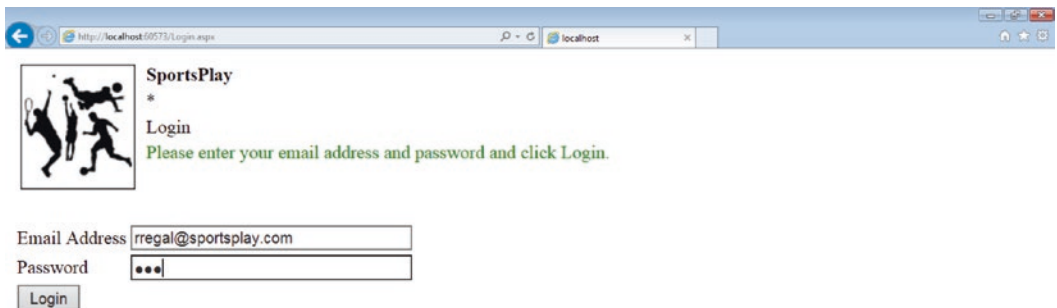 http://localhost:60573/Login.aspx
localhost
SportsPlay
*
Login
Please enter your email address and password and click Login.
Email Address rregal@sportsplay.com
Password •••
Login